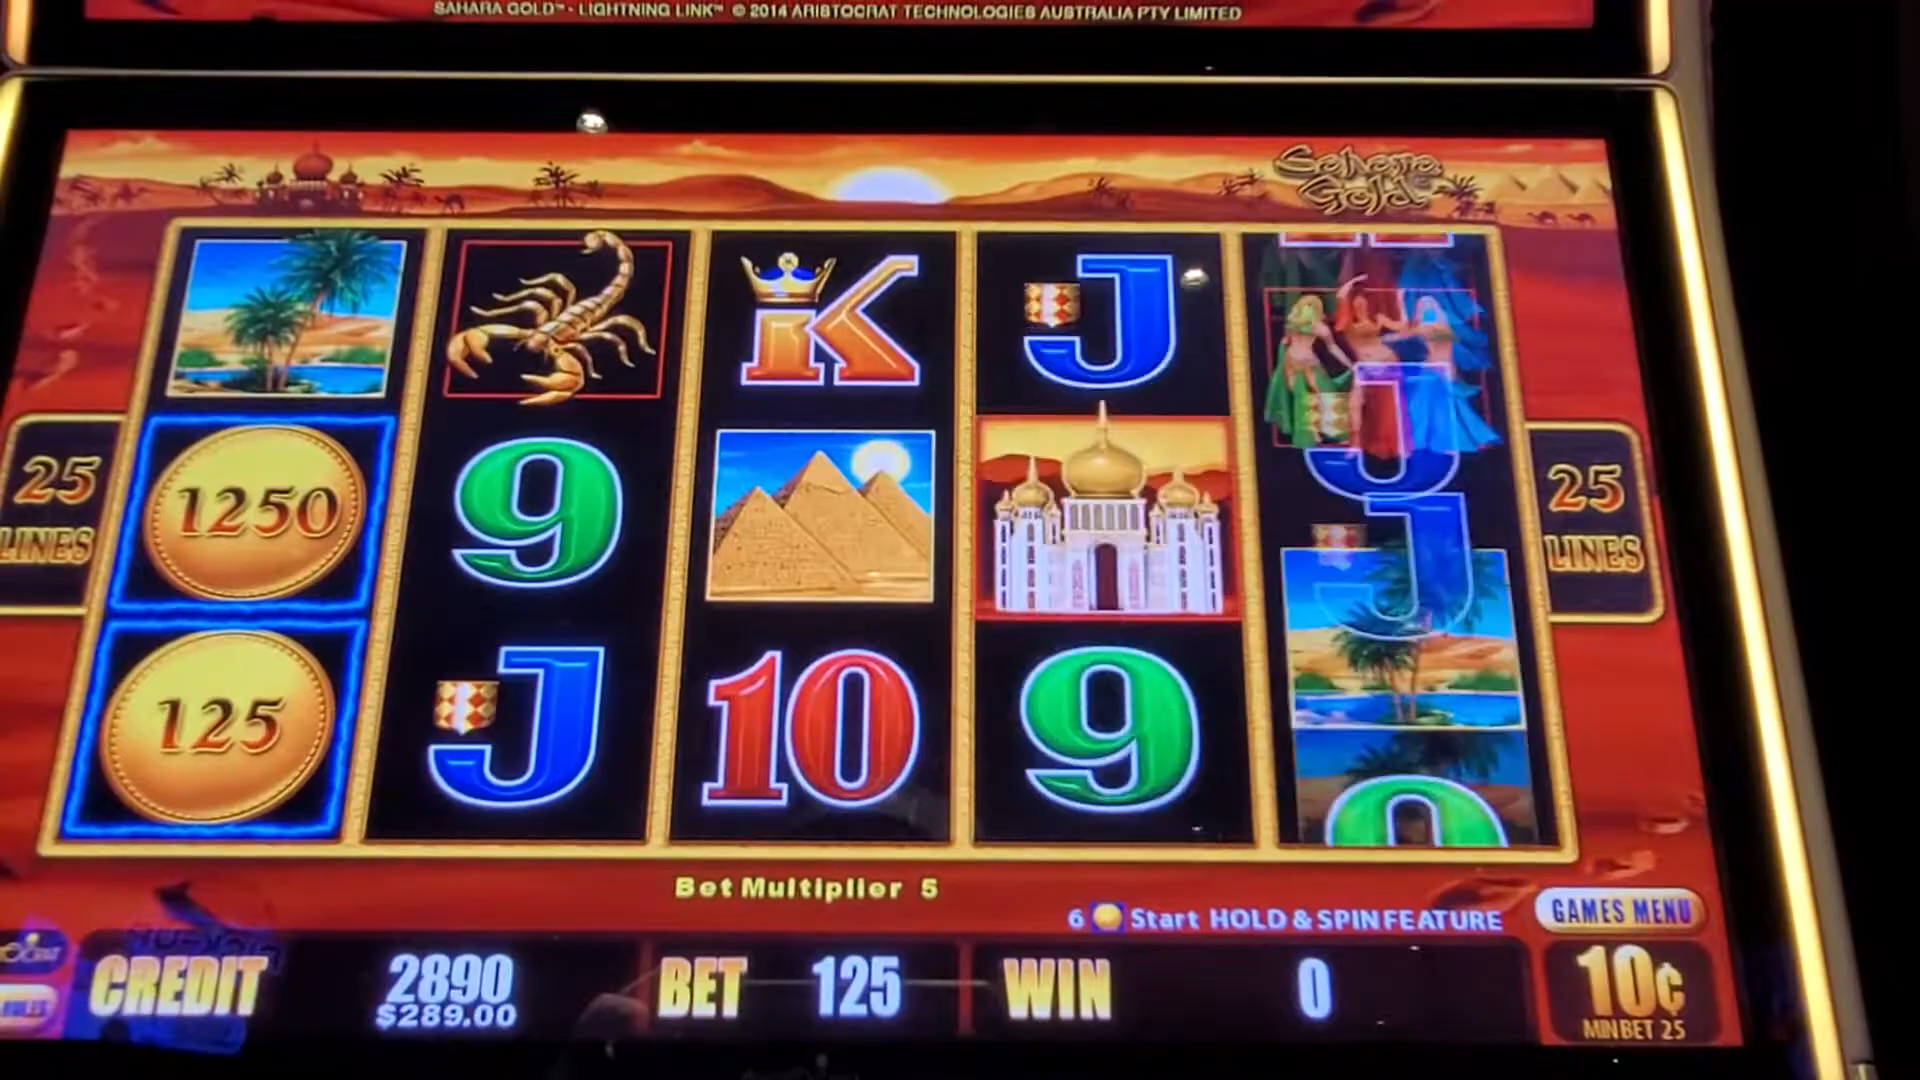 SAHARA GOLD™ - LIGHTNING LINK™ © 2014 ARISTOCRAT TECHNOLOGIES AUSTRALIA PTY LIMITED
Sahara
Gold
K
J
J
25
LINES
1250
9
J
25
LINES
125
J
10
9
9
Bet Multiplier 5
6 Start HOLD & SPIN FEATURE
GAMES MENU
CREDIT 2890
$289.00
BET 125
WIN 0
10¢
MIN BET 25